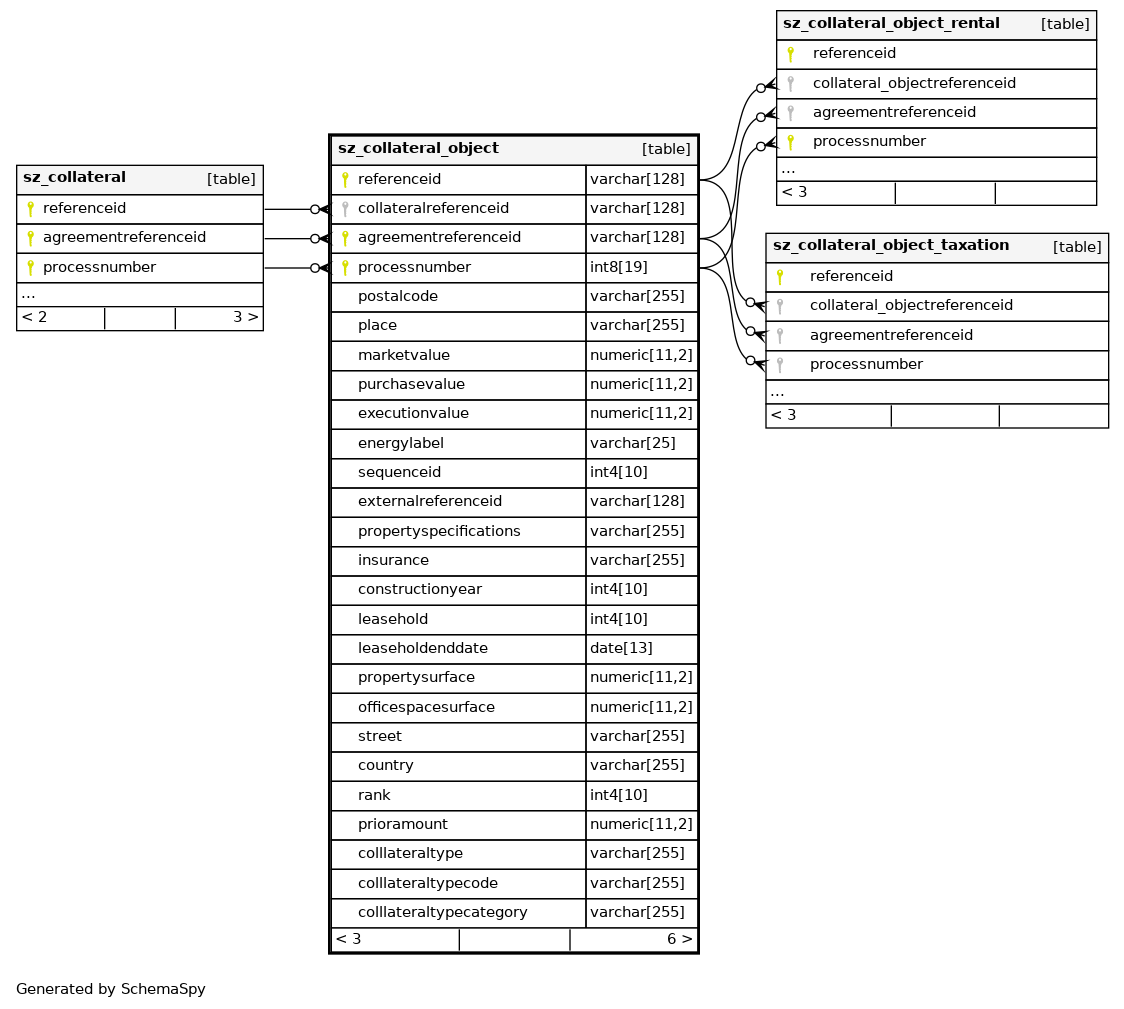 sz_collateral_object_rental [table]
referenceid
collateral_objectreferenceid
agreementreferenceid
processnumber
...
< 3
sz_collateral_object [table]
referenceid varchar[128]
collateralreferenceid varchar[128]
agreementreferenceid varchar[128]
processnumber int8[19]
postalcode varchar[255]
place varchar[255]
marketvalue numeric[11,2]
purchasevalue numeric[11,2]
executionvalue numeric[11,2]
energylabel varchar[25]
sequenceid int4[10]
externalreferenceid varchar[128]
propertyspecifications varchar[255]
insurance varchar[255]
constructionyear int4[10]
leasehold int4[10]
leaseholdenddate date[13]
propertysurface numeric[11,2]
officespacesurface numeric[11,2]
street varchar[255]
country varchar[255]
rank int4[10]
prioramount numeric[11,2]
colllateraltype varchar[255]
colllateraltypecode varchar[255]
colllateraltypecategory varchar[255]
< 3 6 >
sz_collateral [table]
referenceid
agreementreferenceid
processnumber
...
< 2 3 >
sz_collateral_object_taxation [table]
referenceid
collateral_objectreferenceid
agreementreferenceid
processnumber
...
< 3
Generated by SchemaSpy